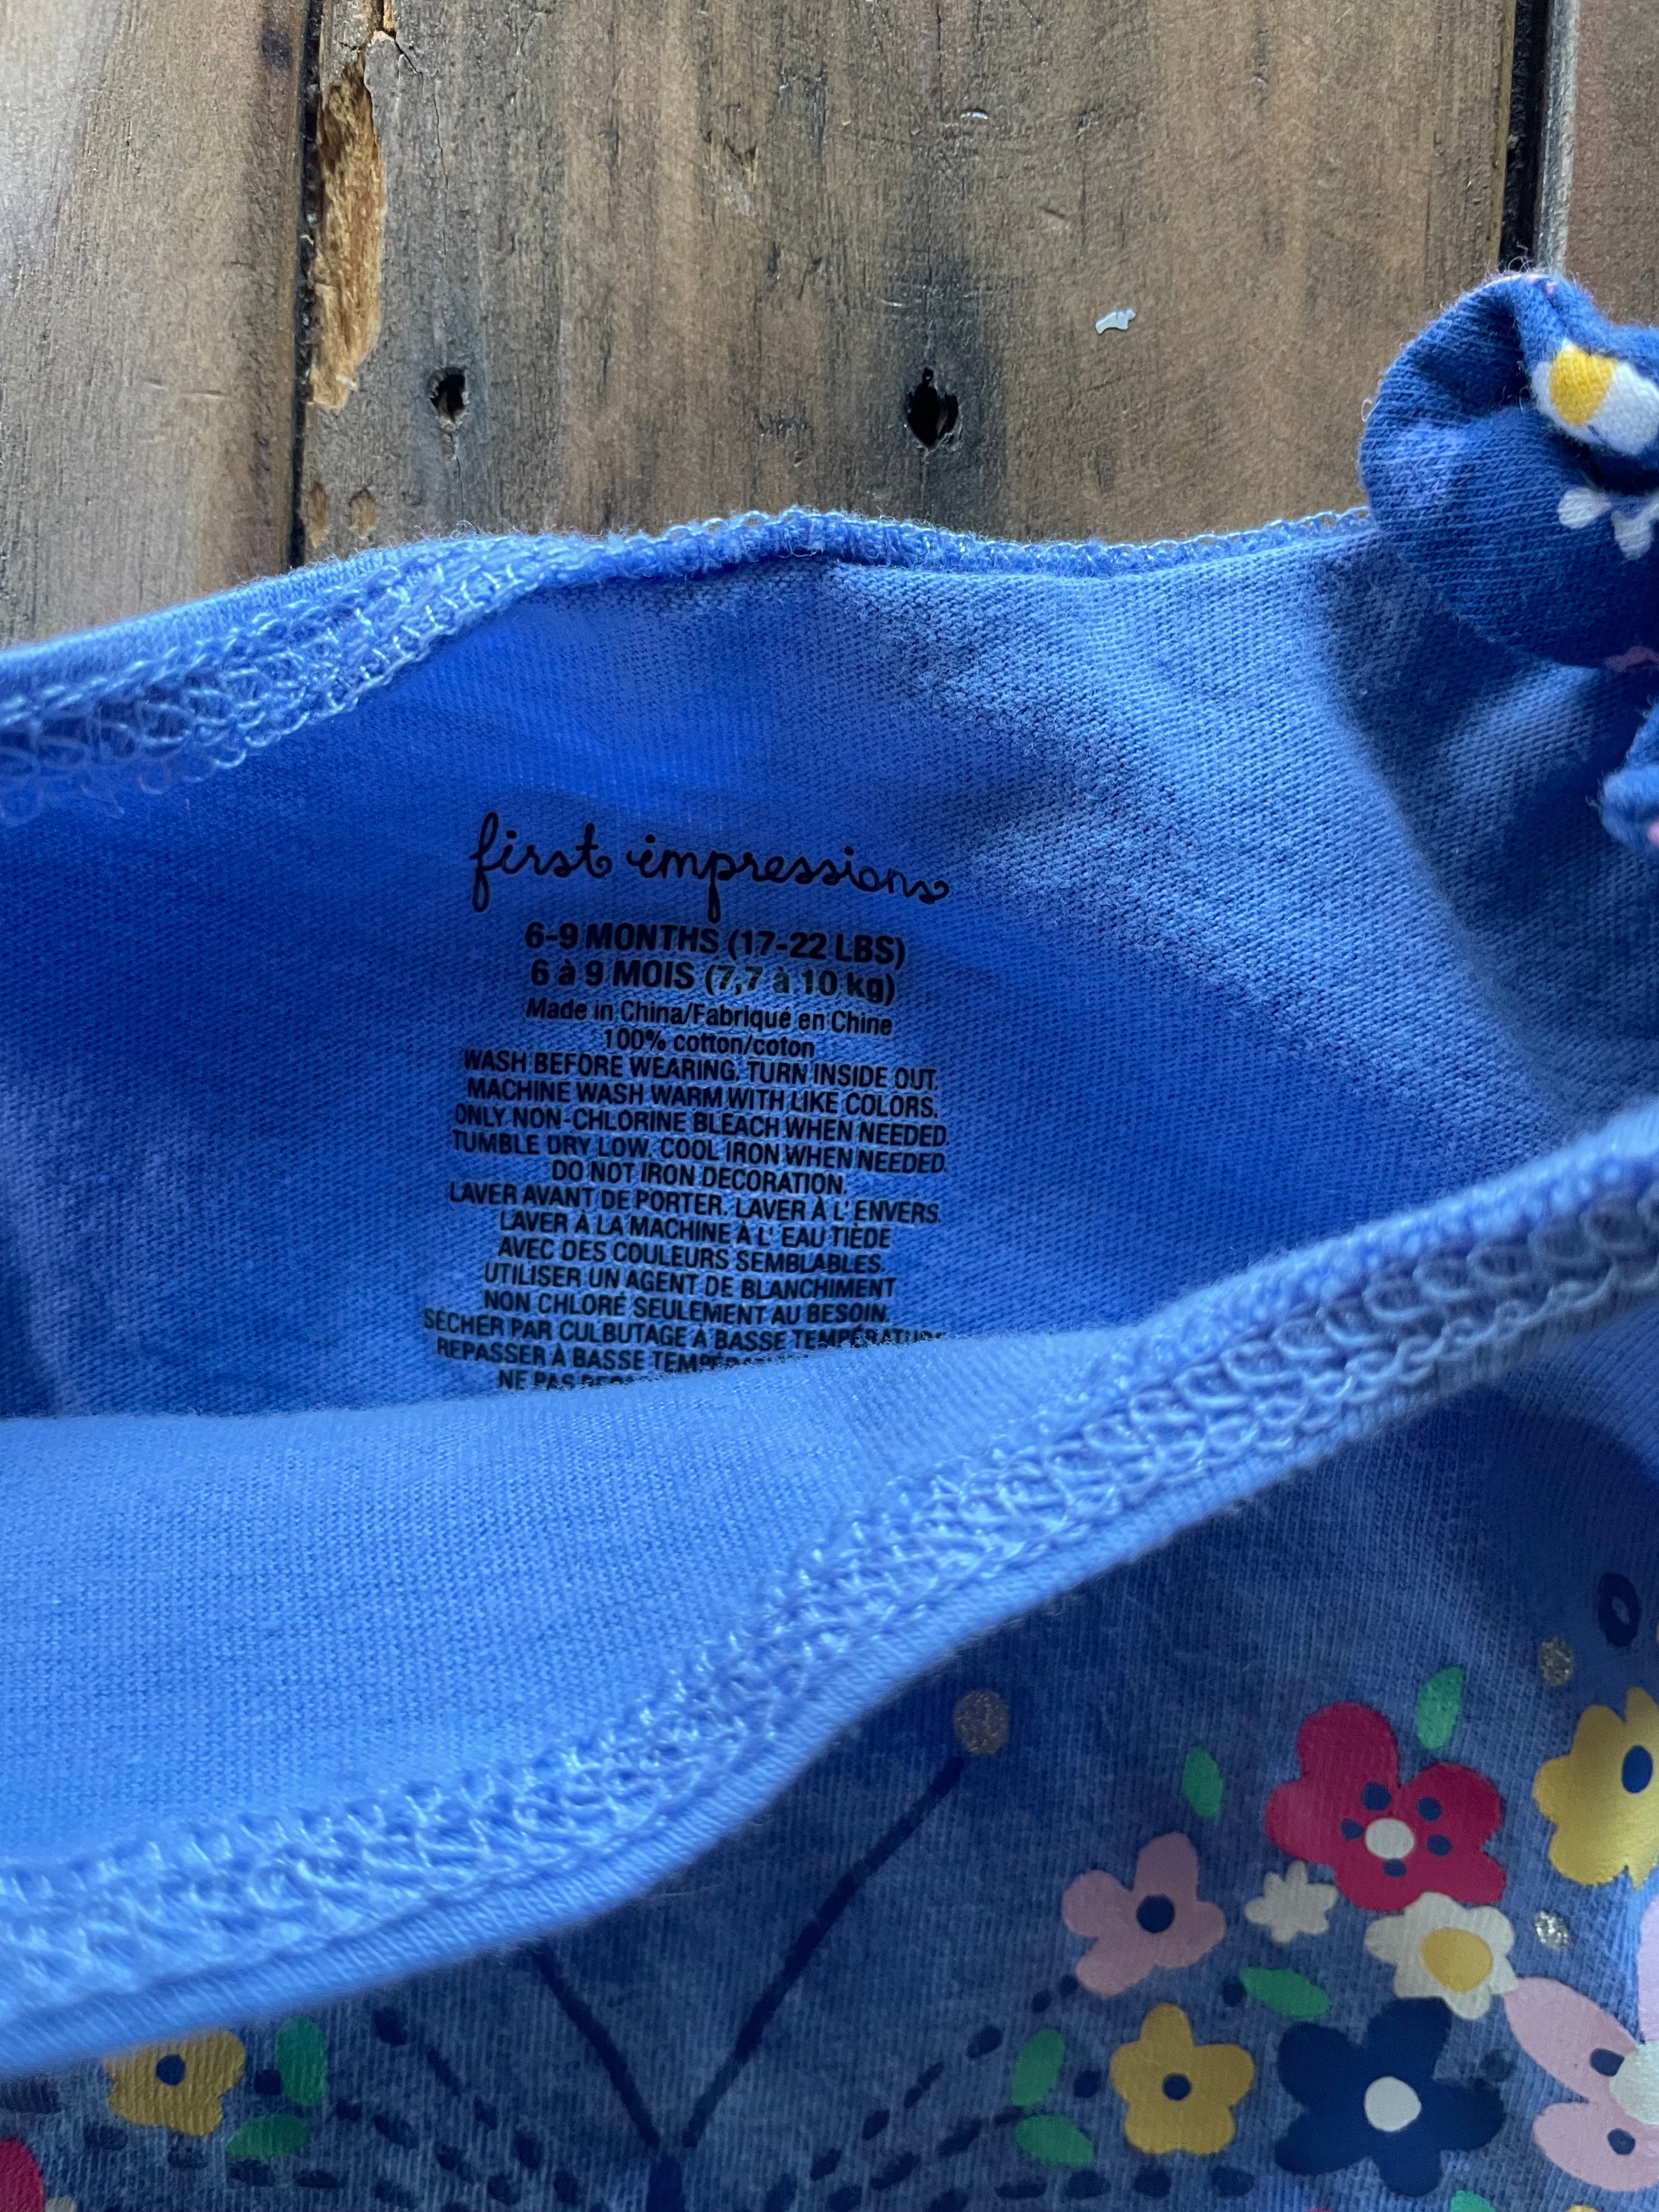 first impressions
6-9 MONTHS (17-22 LBS)
6 à 9 MOIS (7,7 à 10 kg)
Made in China/Fabriqué en Chine
100% cotton/coton
WASH BEFORE WEARING. TURN INSIDE OUT.
MACHINE WASH WARM WITH LIKE COLORS.
ONLY NON-CHLORINE BLEACH WHEN NEEDED.
TUMBLE DRY LOW. COOL IRON WHEN NEEDED.
DO NOT IRON DECORATION.
LAVER AVANT DE PORTER. LAVER À L' ENVERS.
LAVER À LA MACHINE À L' EAU TIÈDE
AVEC DES COULEURS SEMBLABLES.
UTILISER UN AGENT DE BLANCHIMENT
NON CHLORÉ SEULEMENT AU BESOIN.
SÉCHER PAR CULBUTAGE À BASSE TEMPÉRATURE
REPASSER À BASSE
NE PAS